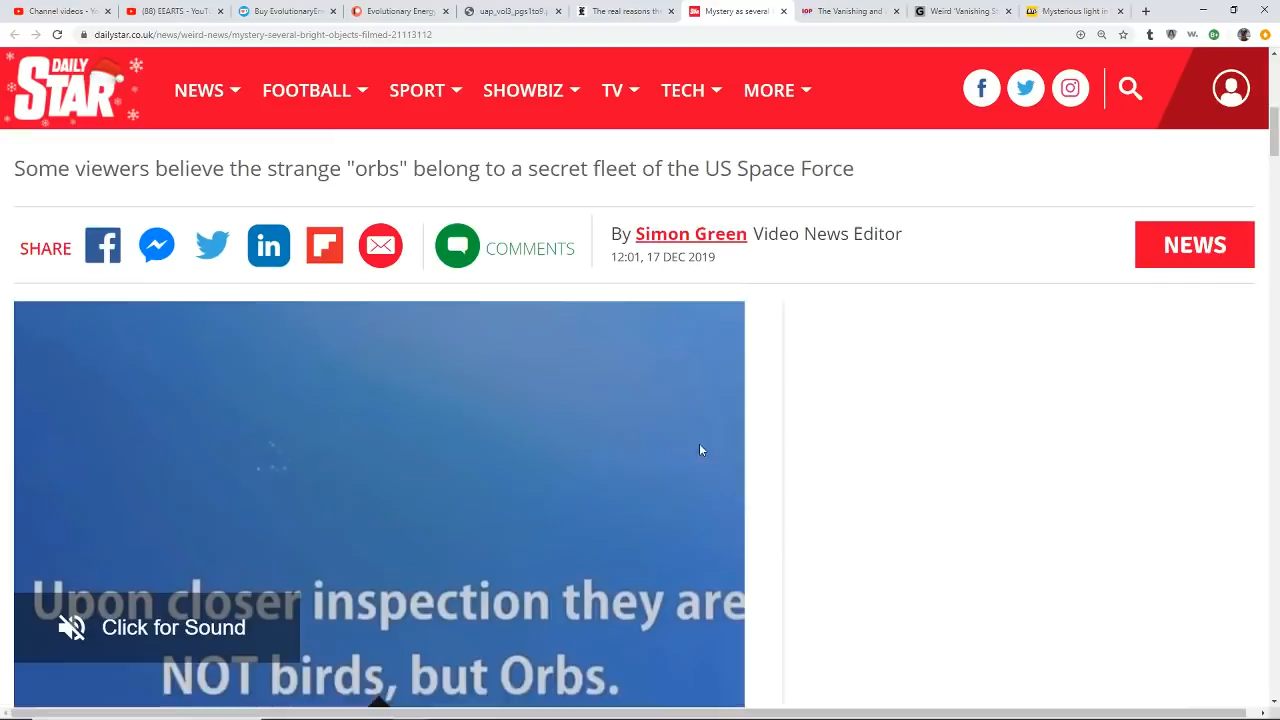 Channel videos - Y
(88) EEARTS - YouT
Buy EvolutionaryEne
Evolutionary Energy
uap_vol3_pgs1to9.p
The real reasons th
Mystery as several
The Vanishing and
Weird 'Vanishing St
Mysterious light in
dailystar.co.uk/news/weird-news/mystery-several-bright-objects-filmed-21113112
DAILY
STAR
NEWS
FOOTBALL
SPORT
SHOWBIZ
TV
TECH
MORE
Some viewers believe the strange "orbs" belong to a secret fleet of the US Space Force
SHARE
COMMENTS
By Simon Green Video News Editor
12:01, 17 DEC 2019
NEWS
Upon closer inspection they are
NOT birds, but Orbs.
Click for Sound